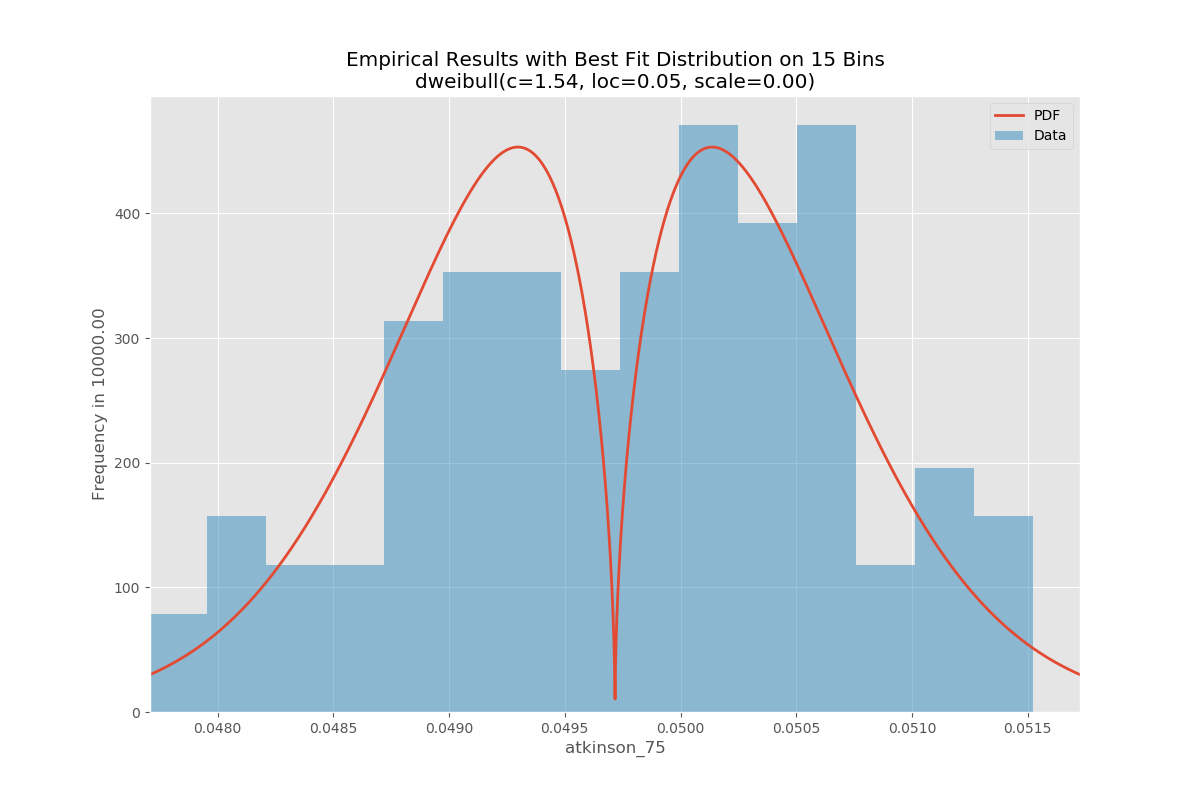 Empirical Results with Best Fit Distribution on 15 Bins
dweibull(c=1.54, loc=0.05, scale=0.00)
PDF
Data
Frequency in 10000.00
400
300
200
100
0
0.0480 0.0485 0.0490 0.0495 0.0500 0.0505 0.0510 0.0515
atkinson_75